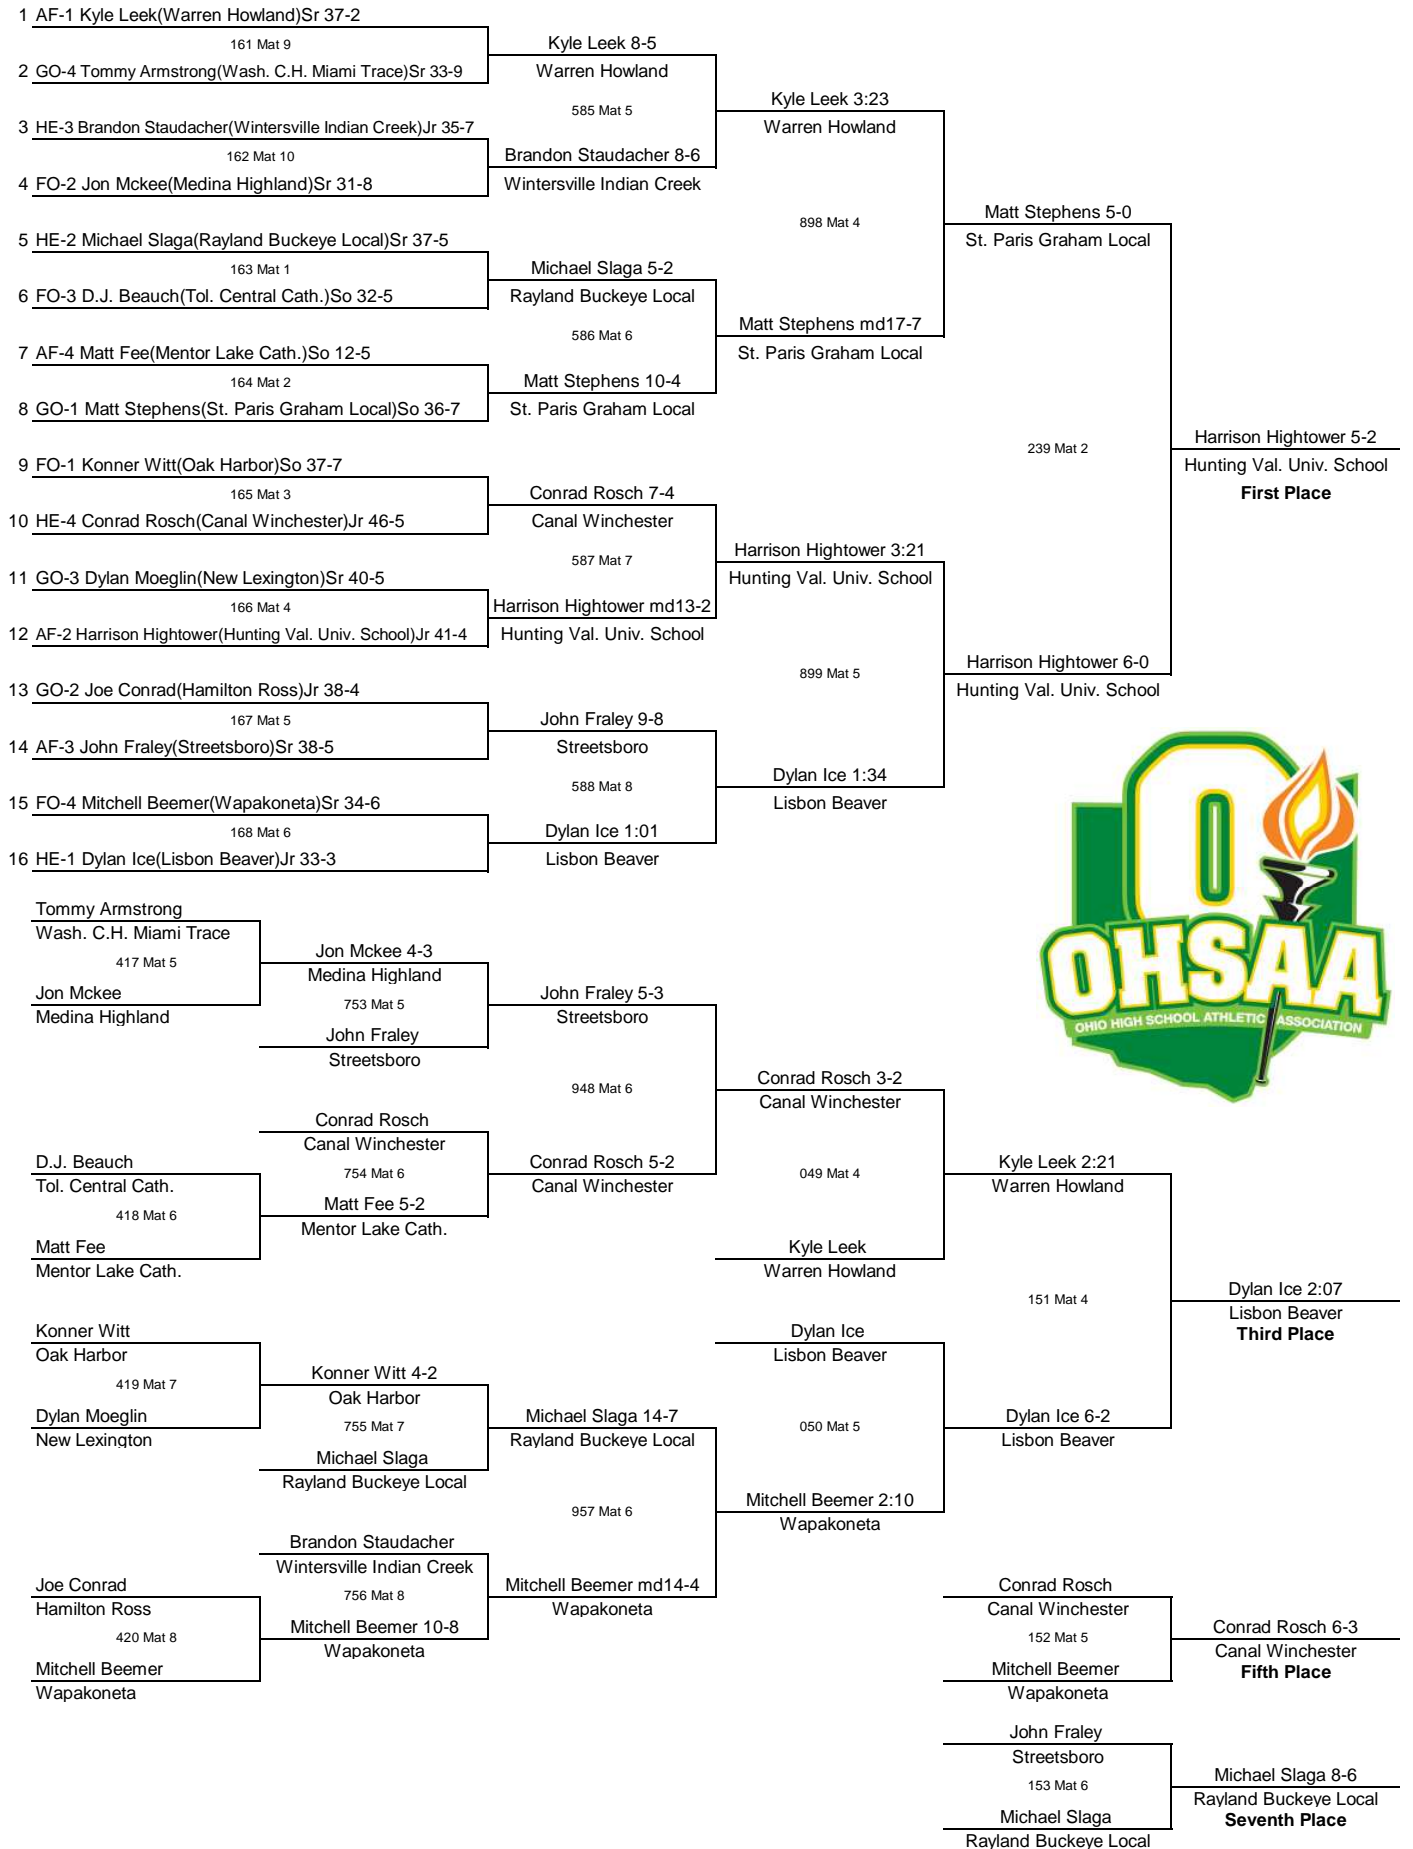 1 AF-1 Kyle Leek(Warren Howland)Sr 37-2
161 Mat 9
2 GO-4 Tommy Armstrong(Wash. C.H. Miami Trace)Sr 33-9
Kyle Leek 8-5
Warren Howland
585 Mat 5
3 HE-3 Brandon Staudacher(Wintersville Indian Creek)Jr 35-7
162 Mat 10
4 FO-2 Jon Mckee(Medina Highland)Sr 31-8
Brandon Staudacher 8-6
Wintersville Indian Creek
Kyle Leek 3:23
Warren Howland
898 Mat 4
5 HE-2 Michael Slaga(Rayland Buckeye Local)Sr 37-5
163 Mat 1
6 FO-3 D.J. Beauch(Tol. Central Cath.)So 32-5
Michael Slaga 5-2
Rayland Buckeye Local
586 Mat 6
7 AF-4 Matt Fee(Mentor Lake Cath.)So 12-5
164 Mat 2
8 GO-1 Matt Stephens(St. Paris Graham Local)So 36-7
Matt Stephens 10-4
St. Paris Graham Local
Matt Stephens md17-7
St. Paris Graham Local
Matt Stephens 5-0
St. Paris Graham Local
239 Mat 2
Harrison Hightower 5-2
Hunting Val. Univ. School
First Place
9 FO-1 Konner Witt(Oak Harbor)So 37-7
165 Mat 3
10 HE-4 Conrad Rosch(Canal Winchester)Jr 46-5
Conrad Rosch 7-4
Canal Winchester
587 Mat 7
11 GO-3 Dylan Moeglin(New Lexington)Sr 40-5
166 Mat 4
12 AF-2 Harrison Hightower(Hunting Val. Univ. School)Jr 41-4
Harrison Hightower md13-2
Hunting Val. Univ. School
Harrison Hightower 3:21
Hunting Val. Univ. School
899 Mat 5
Harrison Hightower 6-0
Hunting Val. Univ. School
13 GO-2 Joe Conrad(Hamilton Ross)Jr 38-4
167 Mat 5
14 AF-3 John Fraley(Streetsboro)Sr 38-5
John Fraley 9-8
Streetsboro
588 Mat 8
15 FO-4 Mitchell Beemer(Wapakoneta)Sr 34-6
168 Mat 6
16 HE-1 Dylan Ice(Lisbon Beaver)Jr 33-3
Dylan Ice 1:01
Lisbon Beaver
Dylan Ice 1:34
Lisbon Beaver
O
OHSAA
OHIO HIGH SCHOOL ATHLETIC ASSOCIATION
Tommy Armstrong
Wash. C.H. Miami Trace
417 Mat 5
Jon Mckee
Medina Highland
Jon Mckee 4-3
Medina Highland
753 Mat 5
John Fraley
Streetsboro
John Fraley 5-3
Streetsboro
948 Mat 6
Conrad Rosch
Canal Winchester
754 Mat 6
D.J. Beauch
Tol. Central Cath.
418 Mat 6
Matt Fee
Mentor Lake Cath.
Matt Fee 5-2
Mentor Lake Cath.
Conrad Rosch 5-2
Canal Winchester
Conrad Rosch 3-2
Canal Winchester
049 Mat 4
Kyle Leek
Warren Howland
Kyle Leek 2:21
Warren Howland
151 Mat 4
Dylan Ice 2:07
Lisbon Beaver
Third Place
Konner Witt
Oak Harbor
419 Mat 7
Dylan Moeglin
New Lexington
Konner Witt 4-2
Oak Harbor
755 Mat 7
Michael Slaga
Rayland Buckeye Local
Michael Slaga 14-7
Rayland Buckeye Local
957 Mat 6
Dylan Ice
Lisbon Beaver
050 Mat 5
Dylan Ice 6-2
Lisbon Beaver
Mitchell Beemer 2:10
Wapakoneta
Brandon Staudacher
Wintersville Indian Creek
756 Mat 8
Joe Conrad
Hamilton Ross
420 Mat 8
Mitchell Beemer
Wapakoneta
Mitchell Beemer 10-8
Wapakoneta
Mitchell Beemer md14-4
Wapakoneta
Conrad Rosch
Canal Winchester
152 Mat 5
Mitchell Beemer
Wapakoneta
Conrad Rosch 6-3
Canal Winchester
Fifth Place
John Fraley
Streetsboro
153 Mat 6
Michael Slaga
Rayland Buckeye Local
Michael Slaga 8-6
Rayland Buckeye Local
Seventh Place